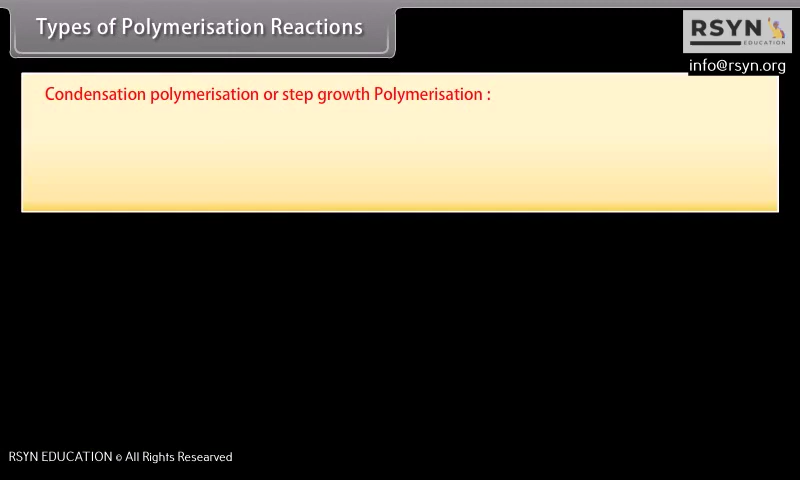 Types of Polymerisation Reactions
RSYN
EDUCATION
info@rsyn.org
Condensation polymerisation or step growth Polymerisation :
RSYN EDUCATION © All Rights Researved